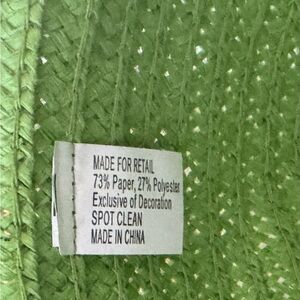 MADE FOR RETAIL
73% Paper, 27% Polyester
Exclusive of Decoration
SPOT CLEAN
MADE IN CHINA